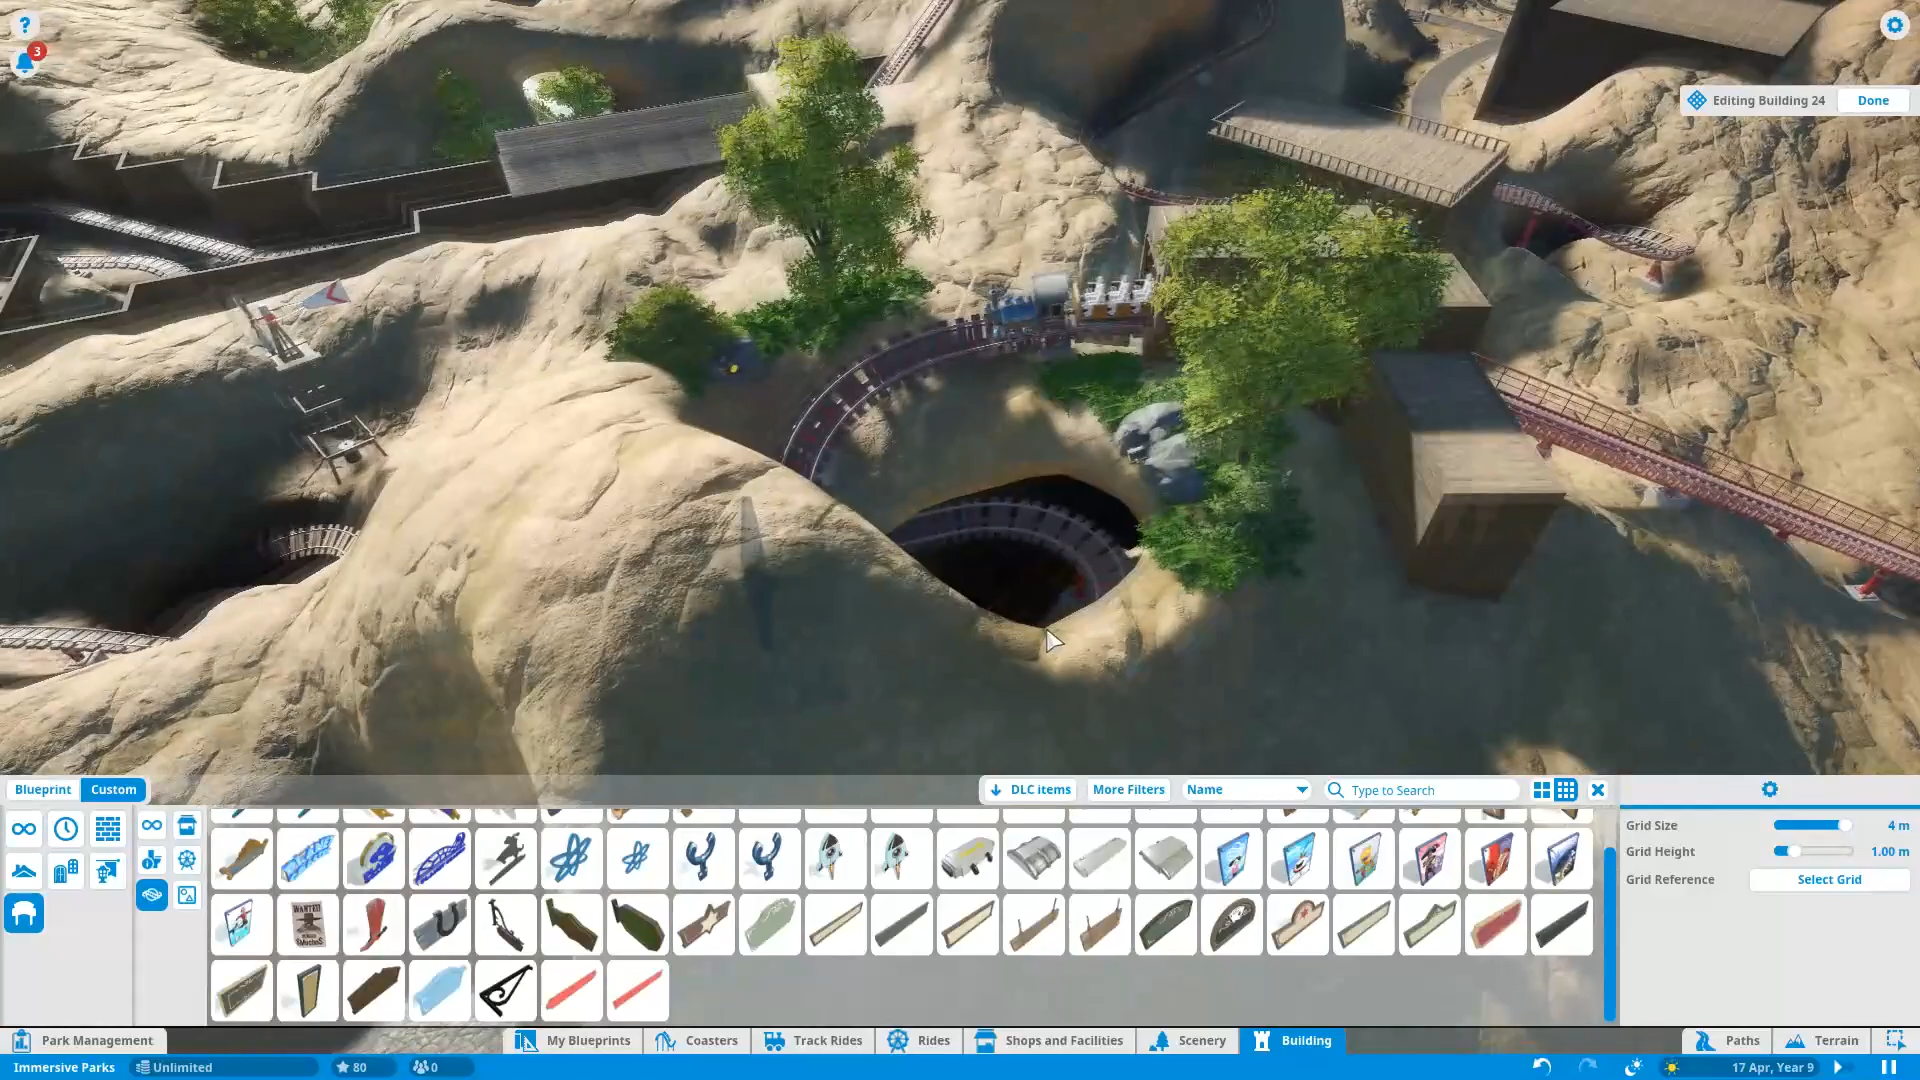 ?
3
Editing Building 24
Done
Blueprint
Custom
DLC items
More Filters
Name
Type to Search
Grid Size
4 m
Grid Height
1.00 m
Grid Reference
Select Grid
WANTED
Park Management
My Blueprints
Coasters
Track Rides
Rides
Shops and Facilities
Scenery
Building
Paths
Terrain
Immersive Parks
Unlimited
80
0
17 Apr, Year 9